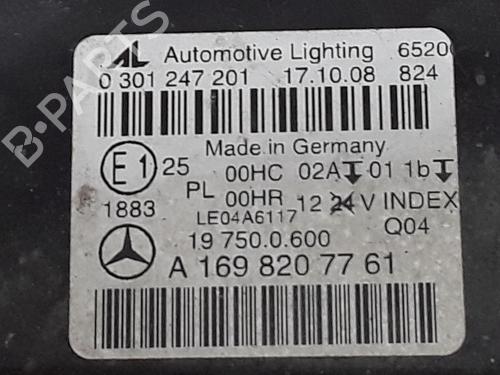 AL Automotive Lighting 6520
0 301 247 201 17.10.08 824
Made in Germany
E1 25 00HC 02A 01 1b
PL 00HR 12 24 V INDEX
1883 LE04A6117 Q04
19 750 0.600
A 169 820 77 61
B-PARTS